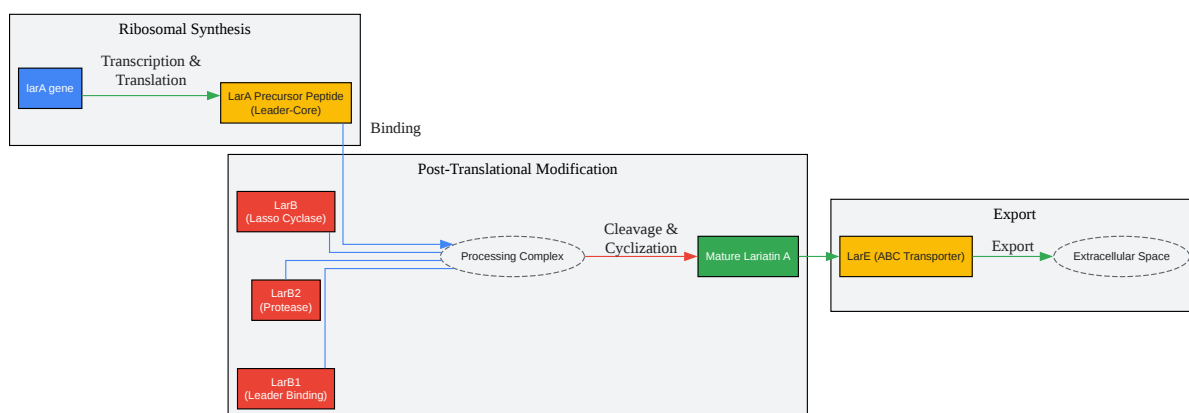 Ribosomal Synthesis
Transcription &
Translation
larA gene
LarA Precursor Peptide
(Leader-Core)
Binding
Post-Translational Modification
LarB
(Lasso Cyclase)
LarB2
(Protease)
LarB1
(Leader Binding)
Processing Complex
Cleavage &
Cyclization
Mature Lariatin A
Export
LarE (ABC Transporter)
Export
Extracellular Space